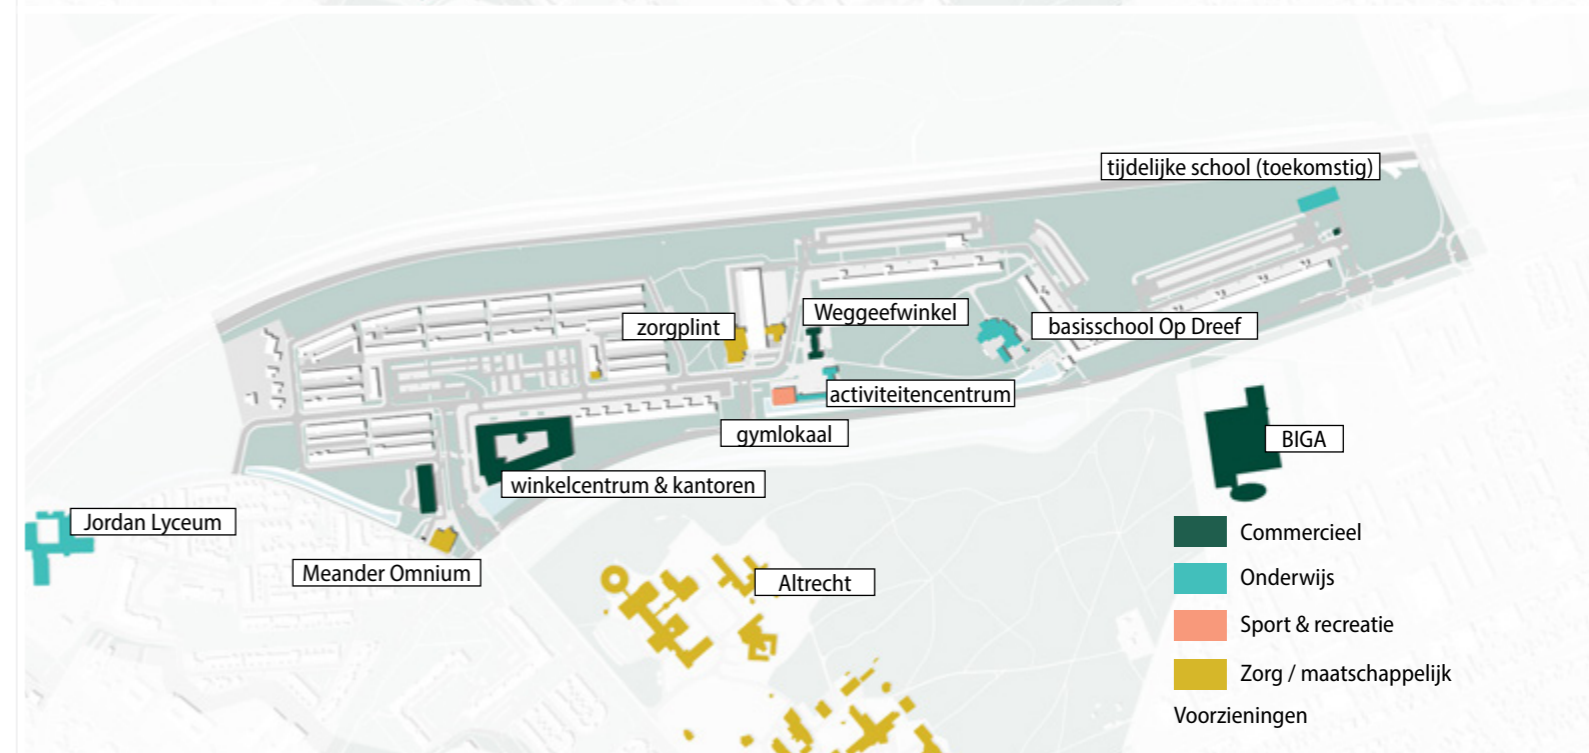 tijdelijke school (toekomstig)
Weggeefwinkel
zorgplint
basisschool Op Dreef
activiteitencentrum
gymlokaal
BIGA
winkelcentrum & kantoren
Jordan Lyceum
Meander Omnium
Altrecht
Commercieel
Onderwijs
Sport & recreatie
Zorg / maatschappelijk
Voorzieningen